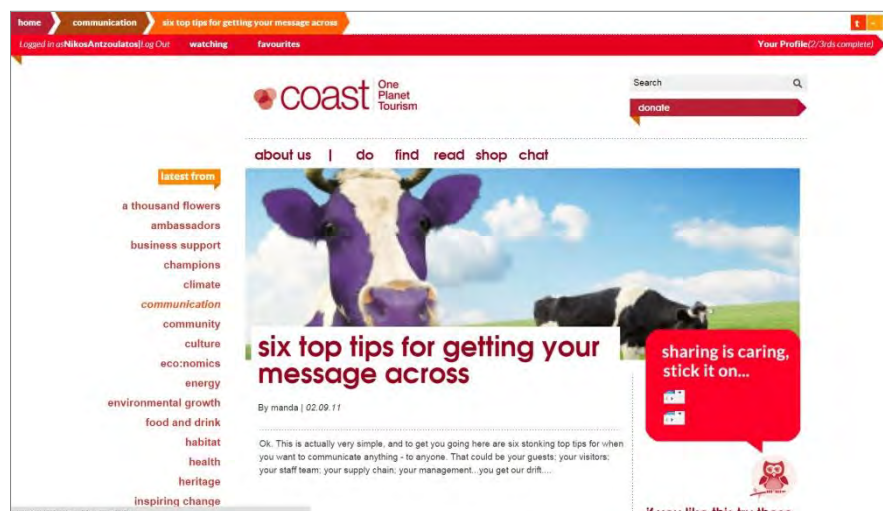 home communication six top tips for getting your message across t
Logged in as NikosAntzoulatos|Log Out watching favourites Your Profile(2/3rds complete)
coast One
Planet
Tourism
Search
donate
about us | do find read shop chat
latest from
a thousand flowers
ambassadors
business support
champions
climate
communication
community
culture
eco:nomics
energy
environmental growth
food and drink
habitat
health
heritage
inspiring change
six top tips for getting your
message across
By manda | 02.09.11
Ok. This is actually very simple, and to get you going here are six stonking top tips for when
you want to communicate anything - to anyone. That could be your guests; your visitors;
your staff team; your supply chain; your management...you get our drift....
sharing is caring,
stick it on...
if you like this try these